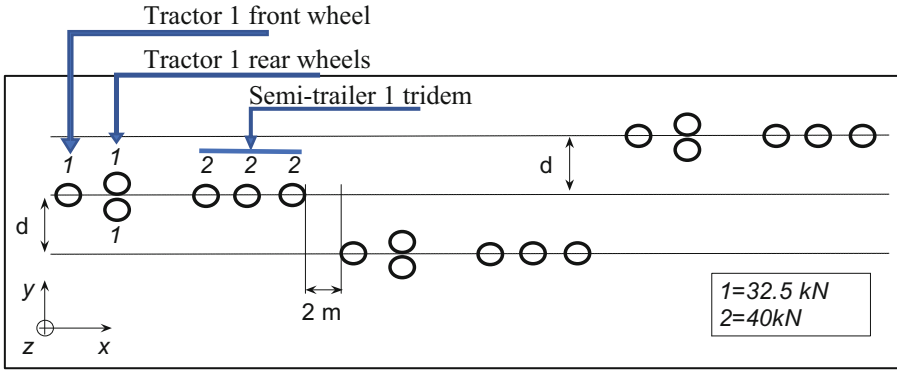 Tractor 1 front wheel
Tractor 1 rear wheels
Semi-trailer 1 tridem
1 1 2 2 2
d
d
1
2 m
y
z x
1=32.5 kN
2=40kN